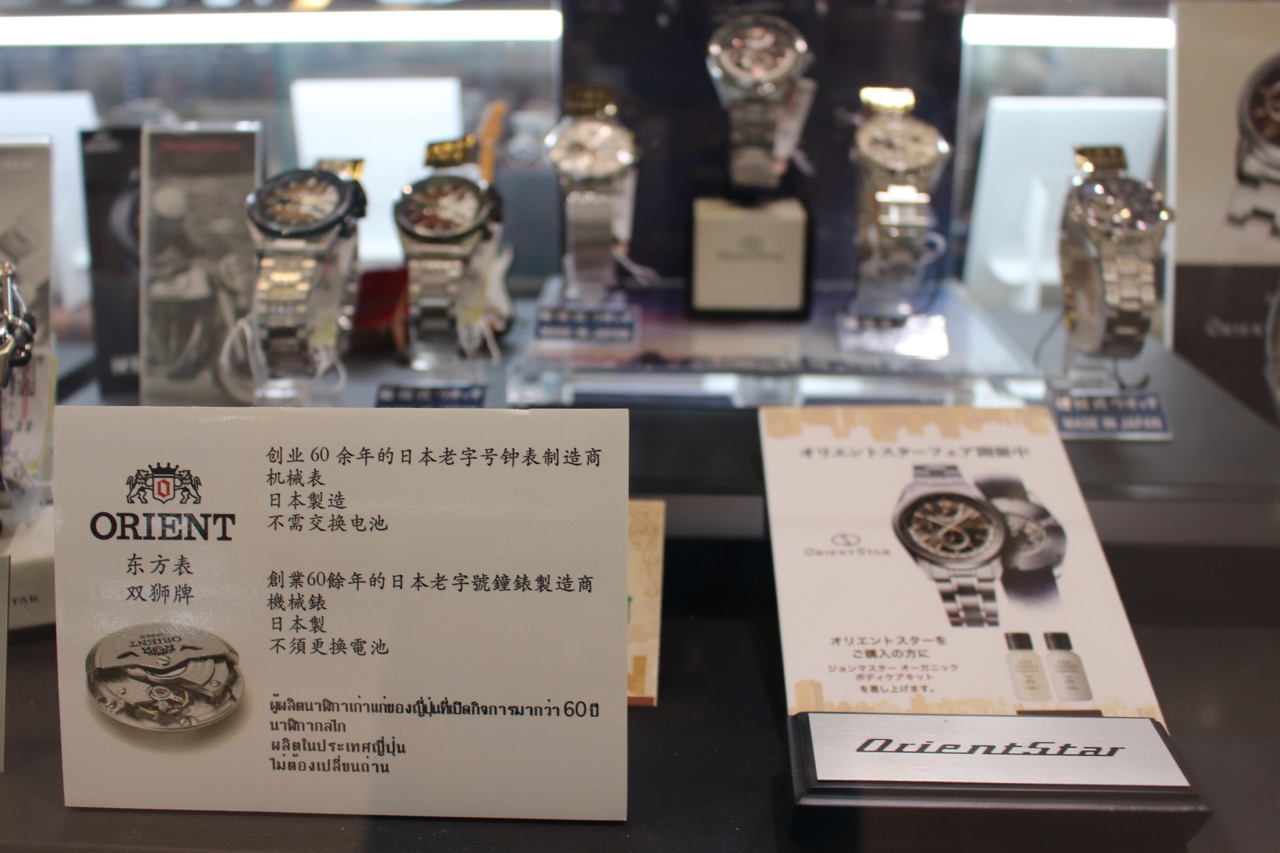 ORIENT
东方表
双狮牌
创业60余年的日本老字号钟表制造商
机械表
日本製造
不需交换电池
創業60餘年的日本老字號鐘錶製造商
機械錶
日本製
不須更換電池
ผู้ผลิตนาฬิกาเก่าแก่ของญี่ปุ่นที่เปิดกิจการมากว่า 60 ปี
นาฬิกากลไก
ผลิตในประเทศญี่ปุ่น
ไม่ต้องเปลี่ยนถ่าน
ORIENT
MADE IN JAPAN
MADE IN JAPAN
オリエントスターフェア開催中
ORIENT STAR
オリエントスターを
ご購入の方に
ジョンマスター オーガニック
ボディケアキット
を差し上げます。
OrientStar